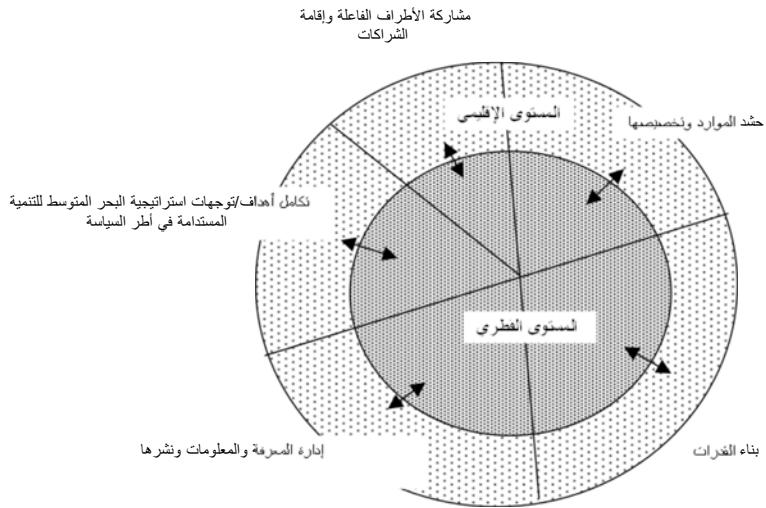 مشاركة الأطراف الفاعلة وإقامة
الشراكات
المستوى الإقليمي
حشد الموارد وتخصيصها
تكامل أهداف/توجهات استراتيجية البحر المتوسط للتنمية
المستدامة في أطر السياسة
المستوى القطري
إدارة المعرفة والمعلومات ونشرها
بناء القدرات